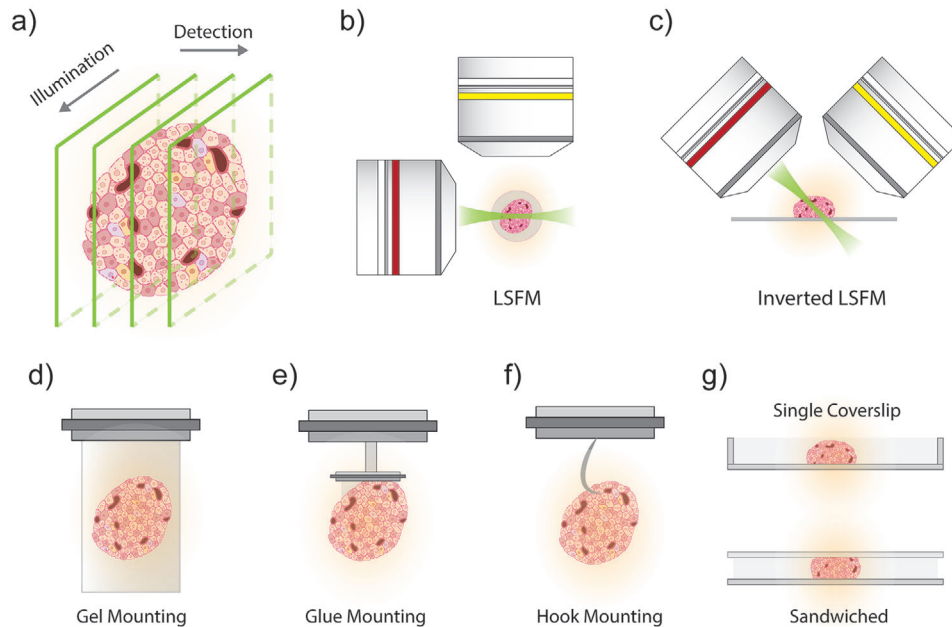 a)
Illumination
Detection
b)
LSFM
c)
Inverted LSFM
d)
Gel Mounting
e)
Glue Mounting
f)
Hook Mounting
g)
Single Coverslip
Sandwiched